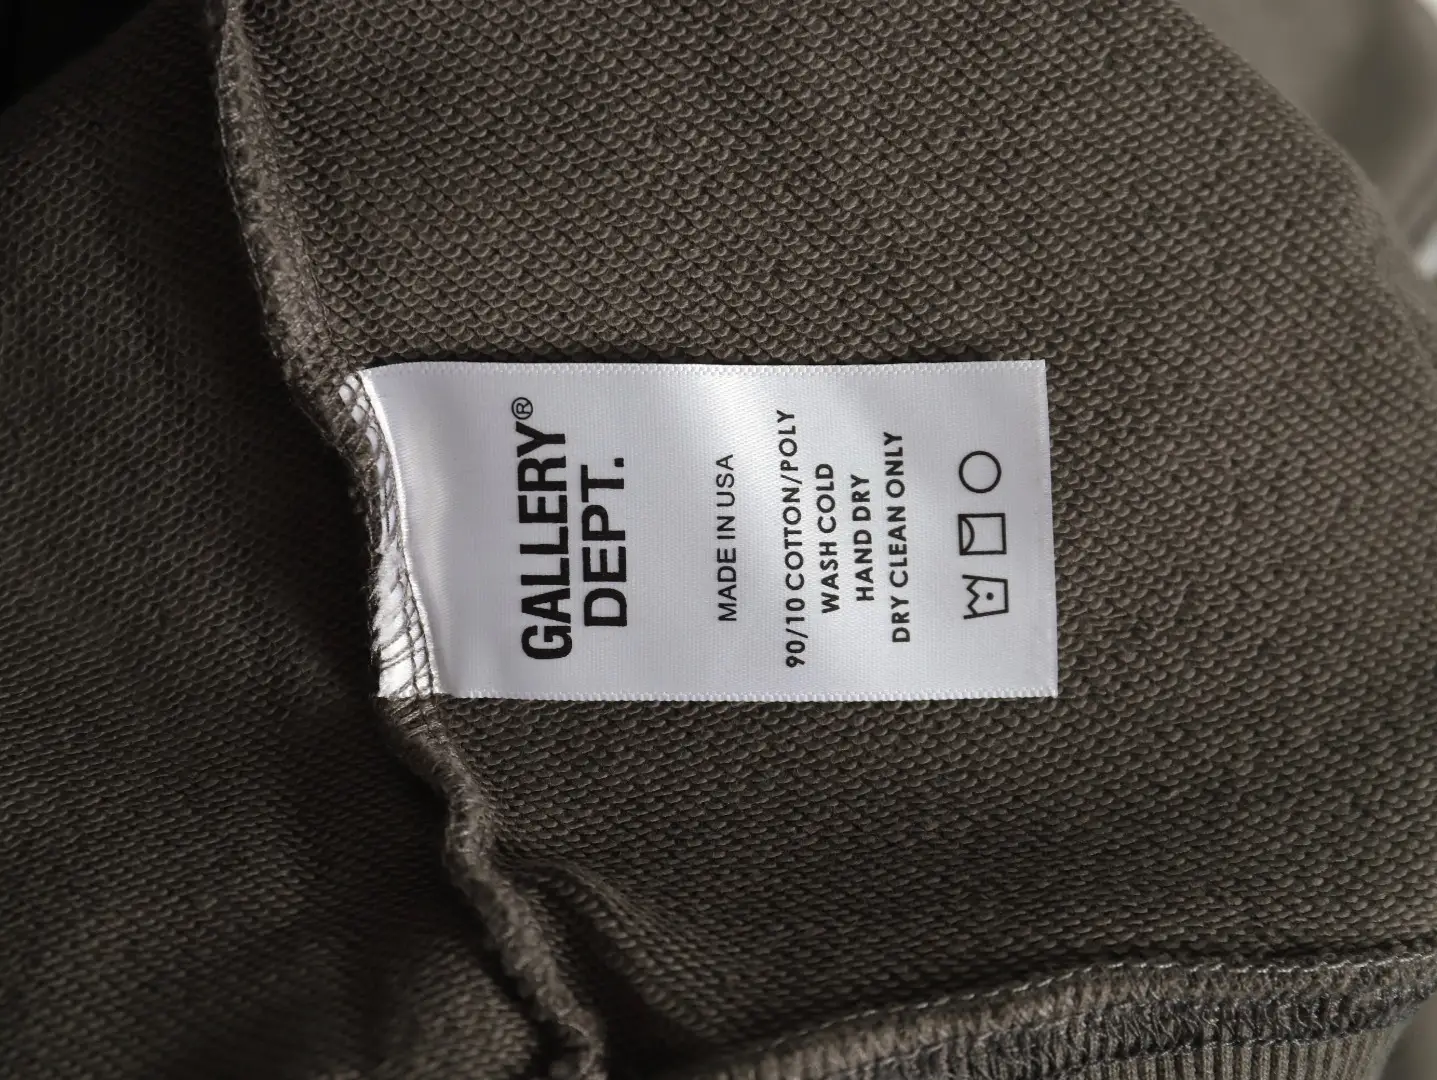 GALLERY®
DEPT.
MADE IN USA
90/10 COTTON/POLY
WASH COLD
HAND DRY
DRY CLEAN ONLY